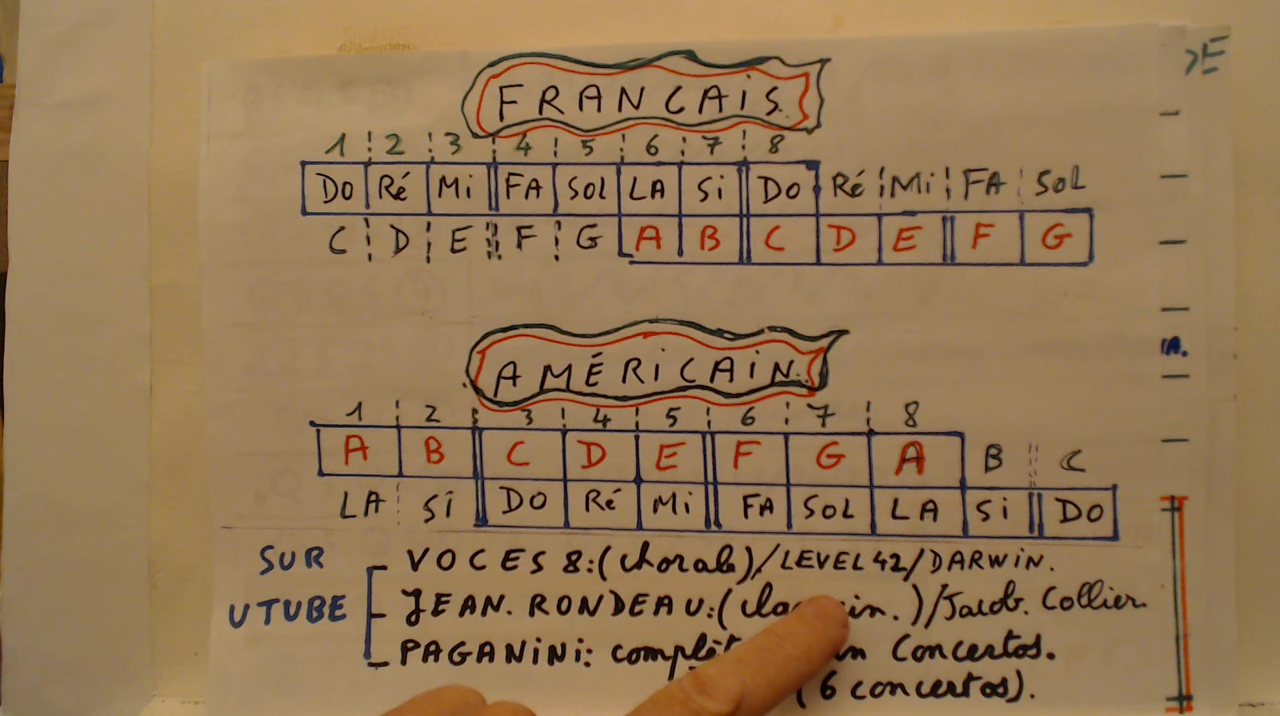 FRANCAIS.
1 2 3 4 5 6 7 8
DO Ré Mi FA SOL LA Si DO Ré Mi FA SOL
C D E F G A B C D E F G
AMÉRICAIN.
1 2 3 4 5 6 7 8
A B C D E F G A B C
LA Si DO Ré Mi FA SOL LA Si DO
SUR VOCES 8:(chorale)/LEVEL 42/DARWIN.
UTUBE JEAN. RONDEAU:( )/Jacob. Collier.
PAGANINI: Concertos.
(6 concertos).